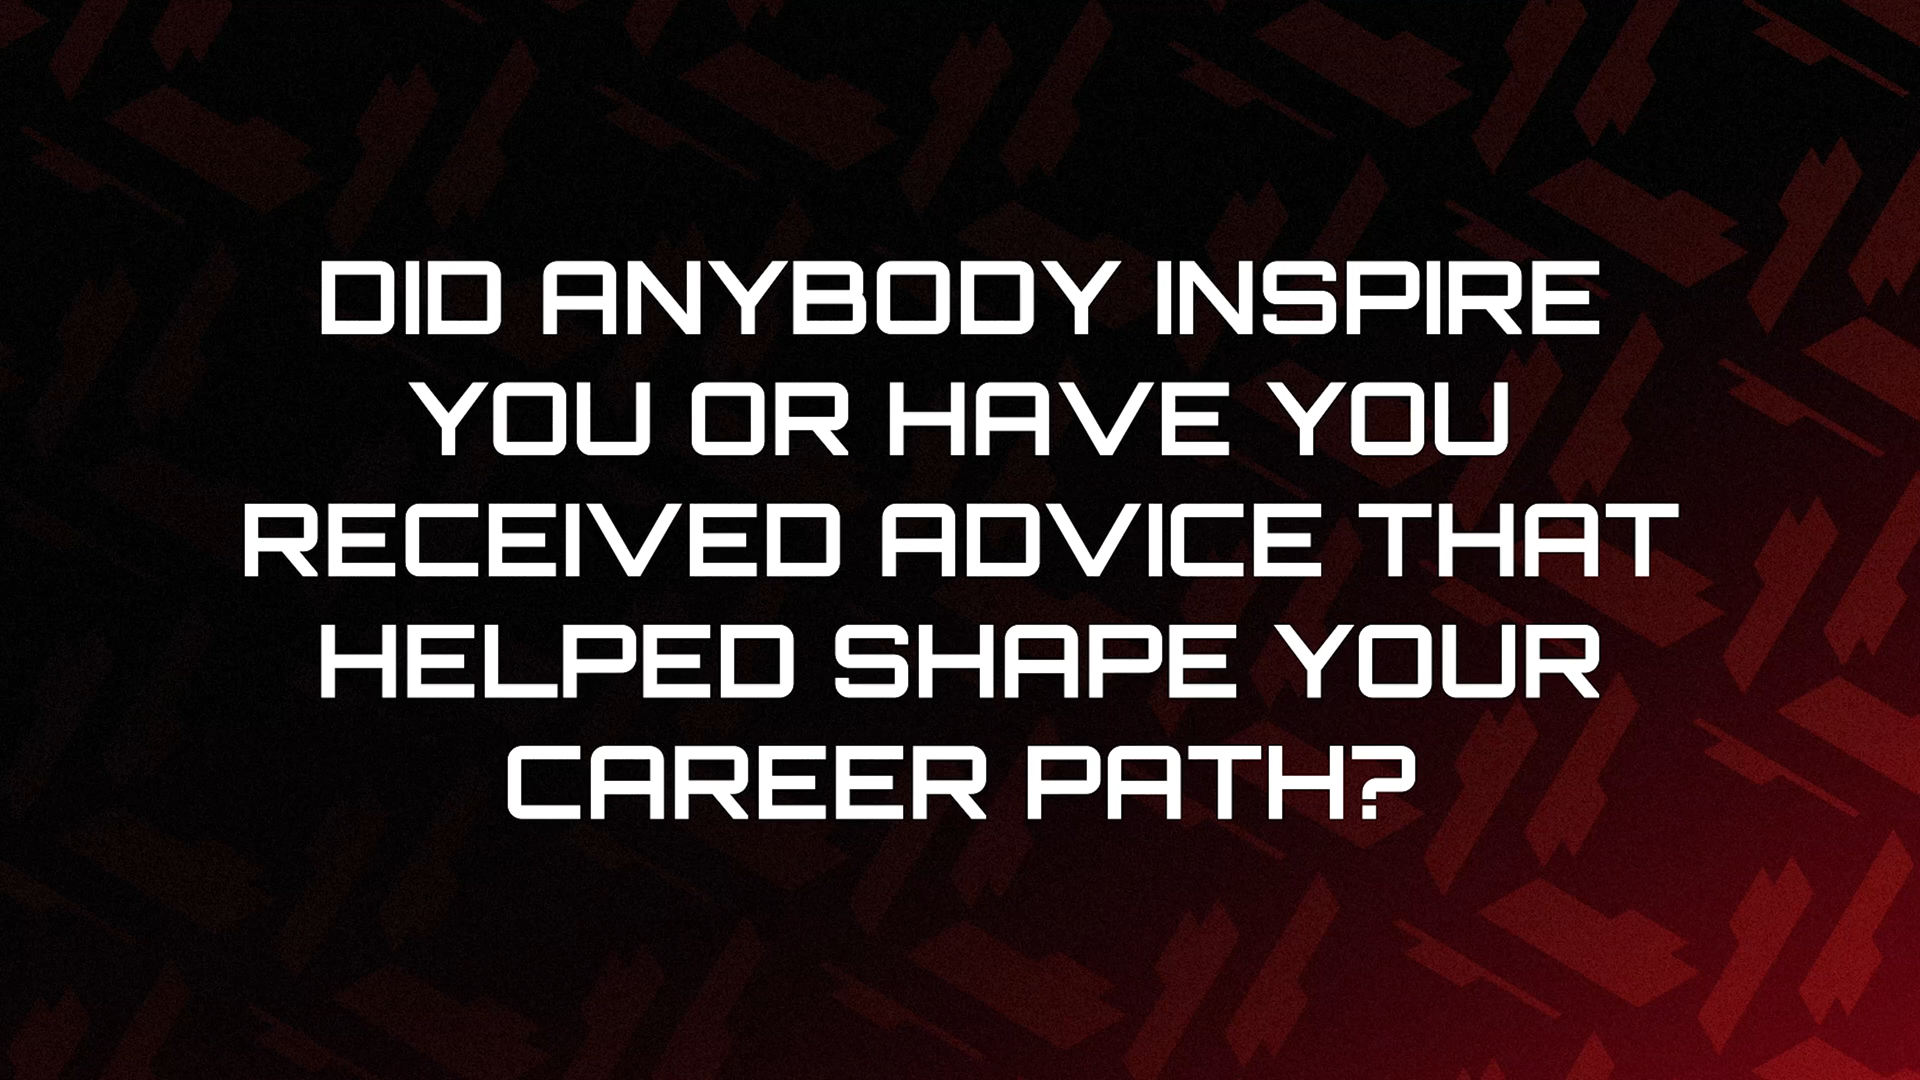 DID ANYBODY INSPIRE
YOU OR HAVE YOU
RECEIVED ADVICE THAT
HELPED SHAPE YOUR
CAREER PATH?